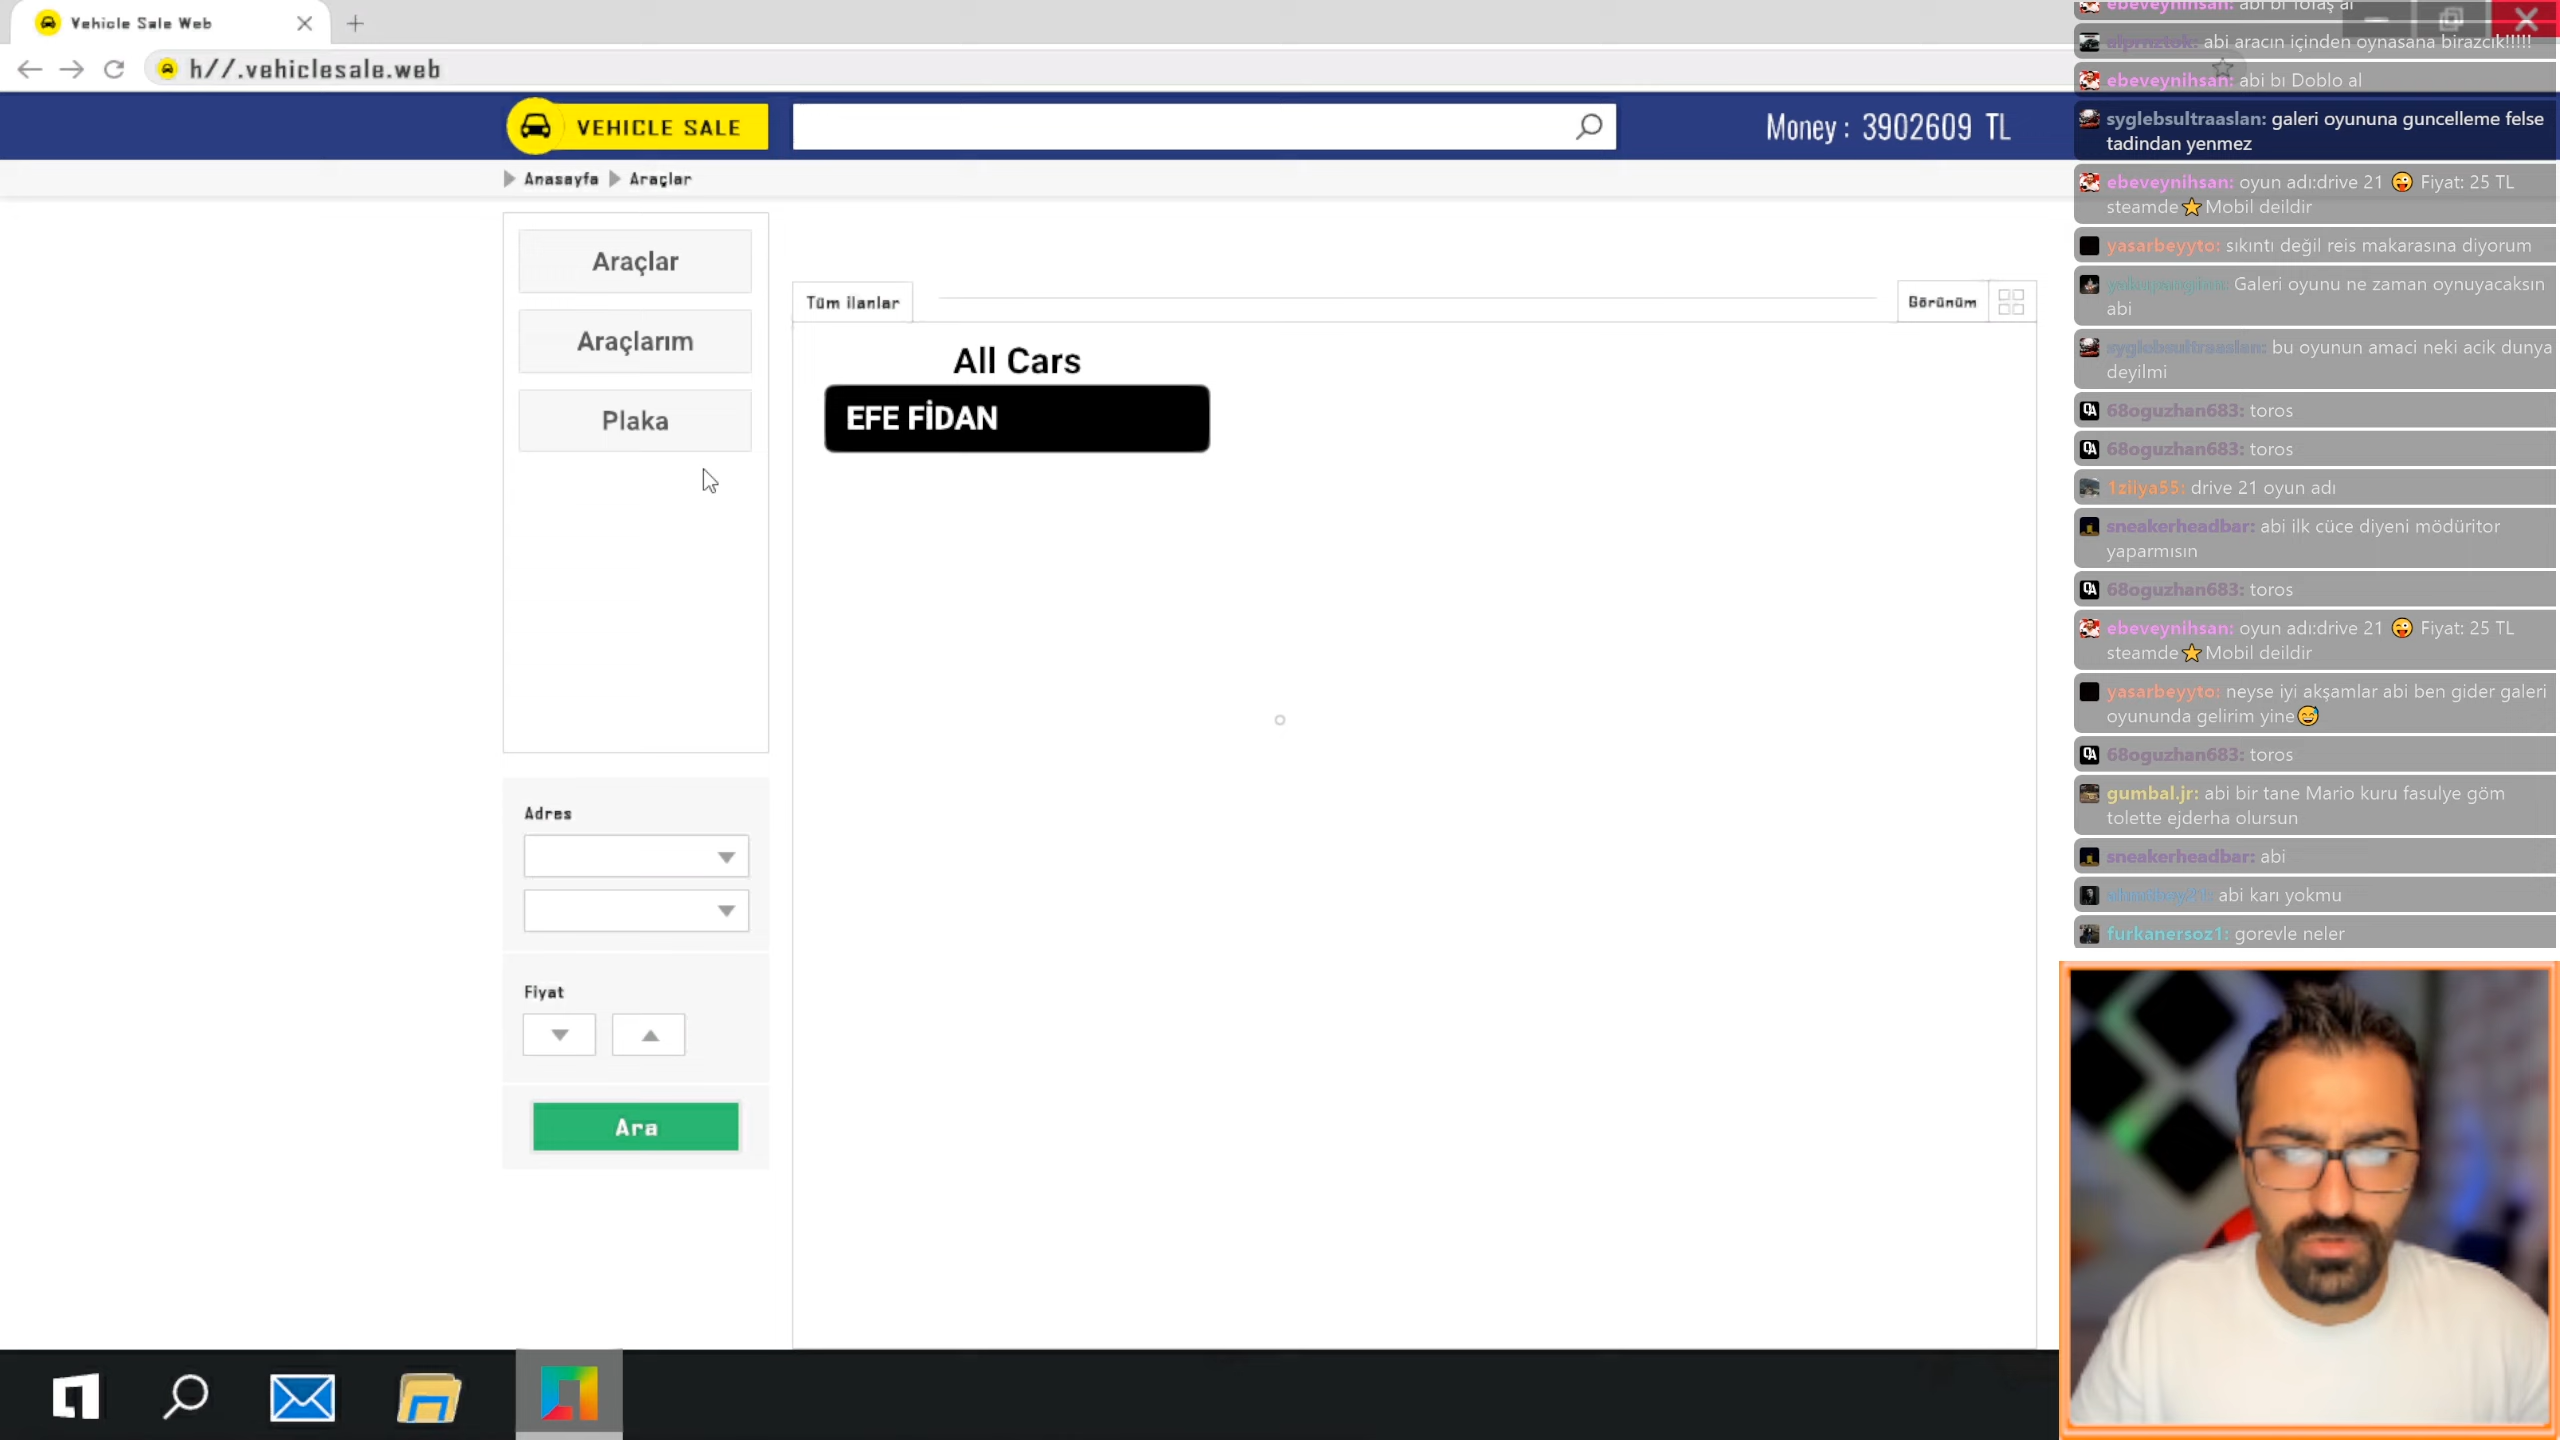 Vehicle Sale Web
h//.vehiclesale.web
VEHICLE SALE
Money : 3902609 TL
Anasayfa Araçlar
Araçlar
Araçlarım
Plaka
Tüm ilanlar
Görünüm
All Cars
EFE FİDAN
Adres
Fiyat
Ara
ebeveynihsan: abi bi Tofaş al
abi aracın içinden oynasana birazcık!!!!!
ebeveynihsan: abi bı Doblo al
syglebsultraaslan: galeri oyununa guncelleme felse
tadindan yenmez
ebeveynihsan: oyun adı:drive 21 😜 Fiyat: 25 TL
steamde⭐Mobil deildir
yasarbeyyto: sıkıntı değil reis makarasına diyorum
Galeri oyunu ne zaman oynuyacaksın
abi
syglebsultraaslan: bu oyunun amaci neki acik dunya
deyilmi
68oguzhan683: toros
68oguzhan683: toros
1zilya55: drive 21 oyun adı
sneakerheadbar: abi ilk cüce diyeni mödüritor
yaparmısın
68oguzhan683: toros
ebeveynihsan: oyun adı:drive 21 😜 Fiyat: 25 TL
steamde⭐Mobil deildir
yasarbeyyto: neyse iyi akşamlar abi ben gider galeri
oyununda gelirim yine😅
68oguzhan683: toros
gumbal.jr: abi bir tane Mario kuru fasulye göm
tolette ejderha olursun
sneakerheadbar: abi
abi karı yokmu
furkanersoz1: gorevle neler